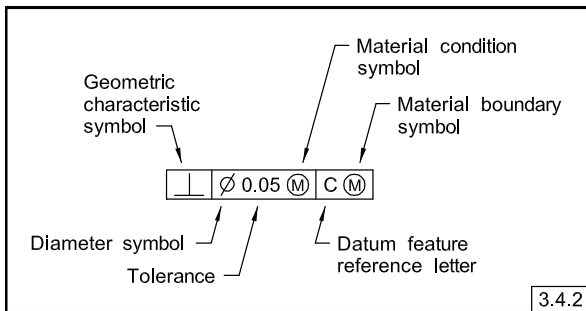 Material condition
symbol
Geometric
characteristic
symbol
Material boundary
symbol
⊥ ⌀ 0.05 Ⓜ C Ⓜ
Diameter symbol
Tolerance
Datum feature
reference letter
3.4.2